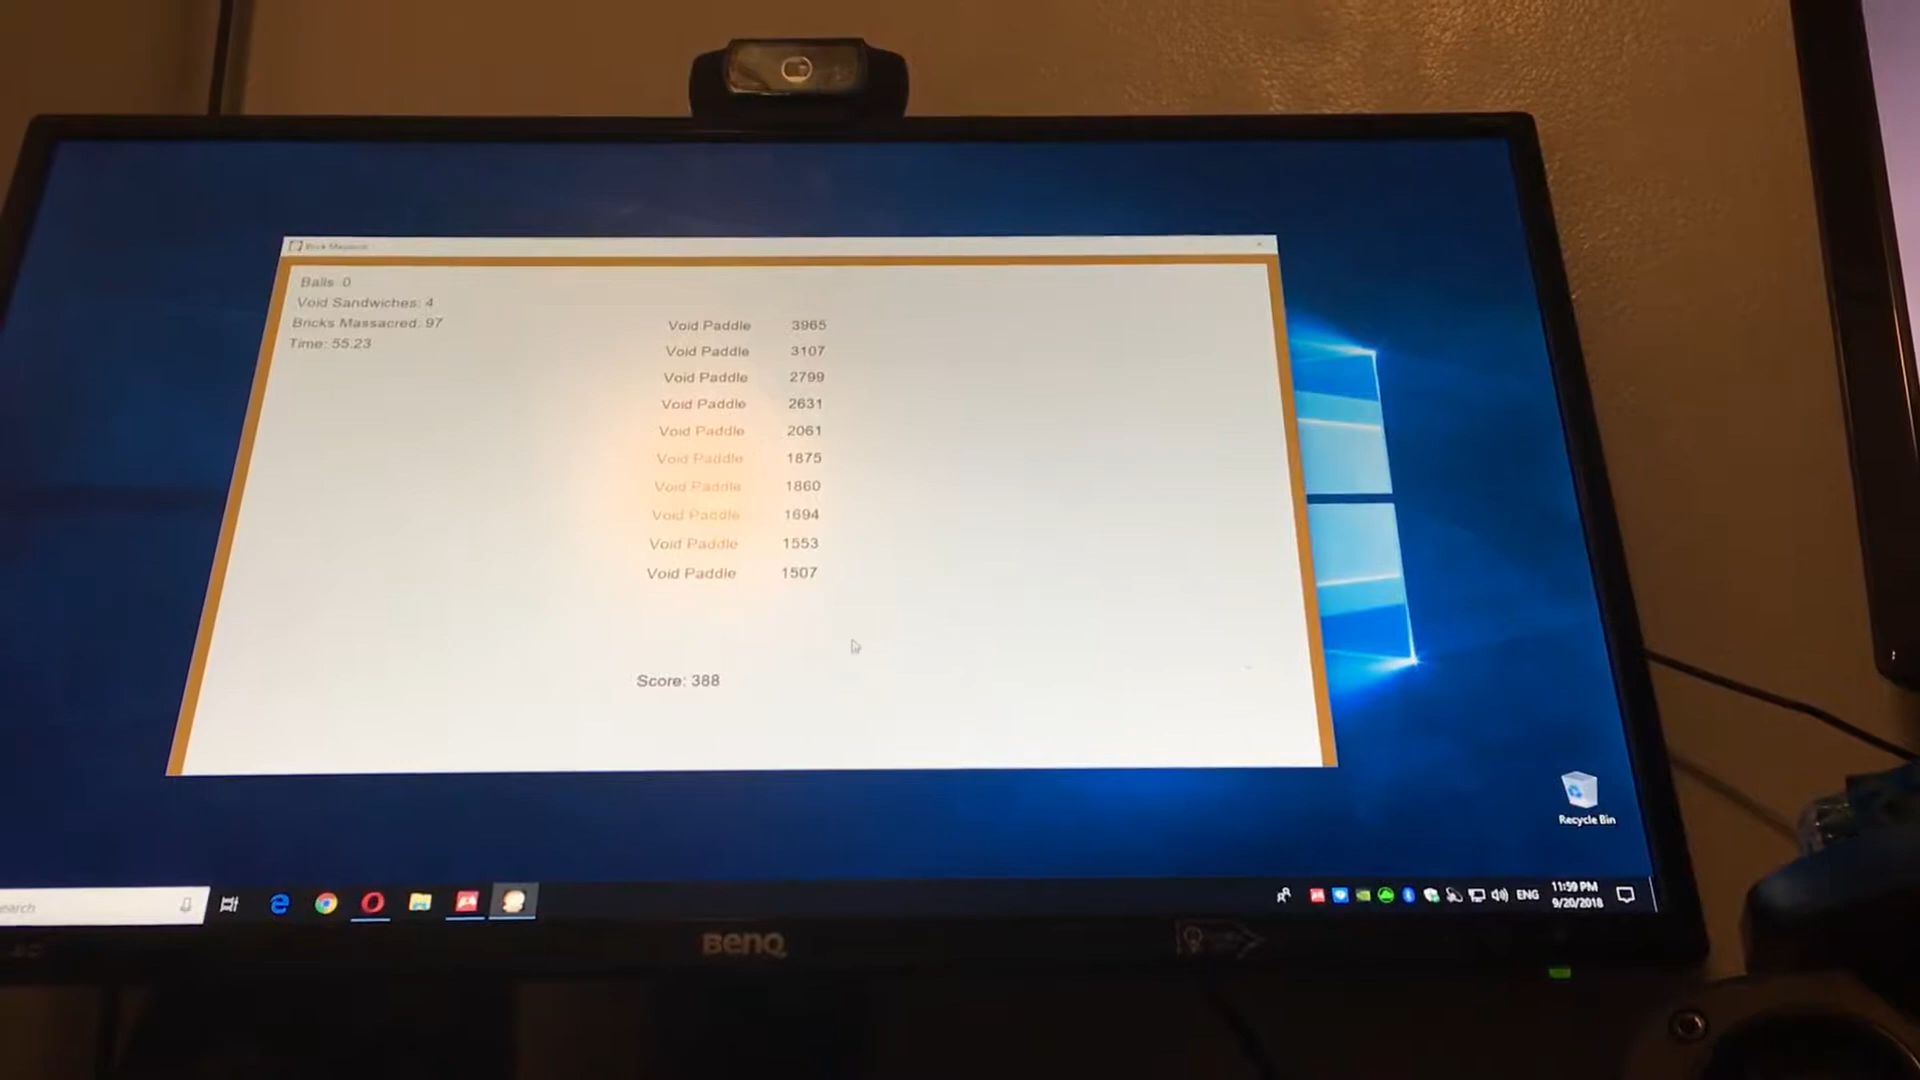 Balls 0
Void Sandwiches: 4
Bricks Massacred: 97
Time: 55.23
Void Paddle 3965
Void Paddle 3107
Void Paddle 2799
Void Paddle 2631
Void Paddle 2061
Void Paddle 1875
Void Paddle 1860
Void Paddle 1694
Void Paddle 1553
Void Paddle 1507
Score: 388
Recycle Bin
earch
ENG
11:59 PM
9/20/2018
BenQ